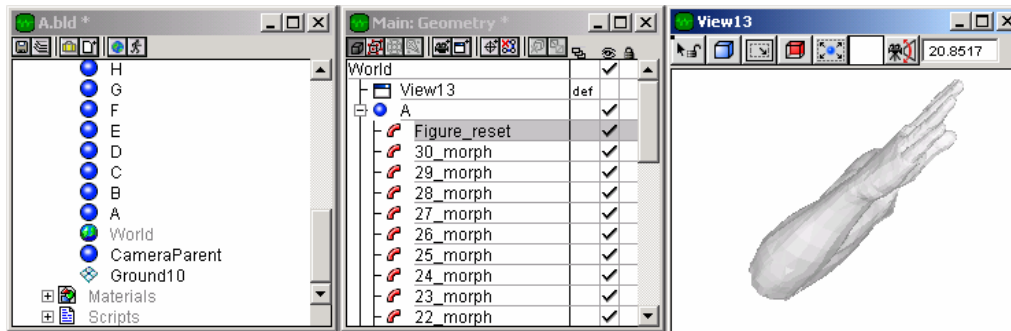 A.bld *
H
G
F
E
D
C
B
A
World
CameraParent
Ground10
Materials
Scripts
Main: Geometry *
World
View13 def
A
Figure_reset
30_morph
29_morph
28_morph
27_morph
26_morph
25_morph
24_morph
23_morph
22_morph
View13
20.8517